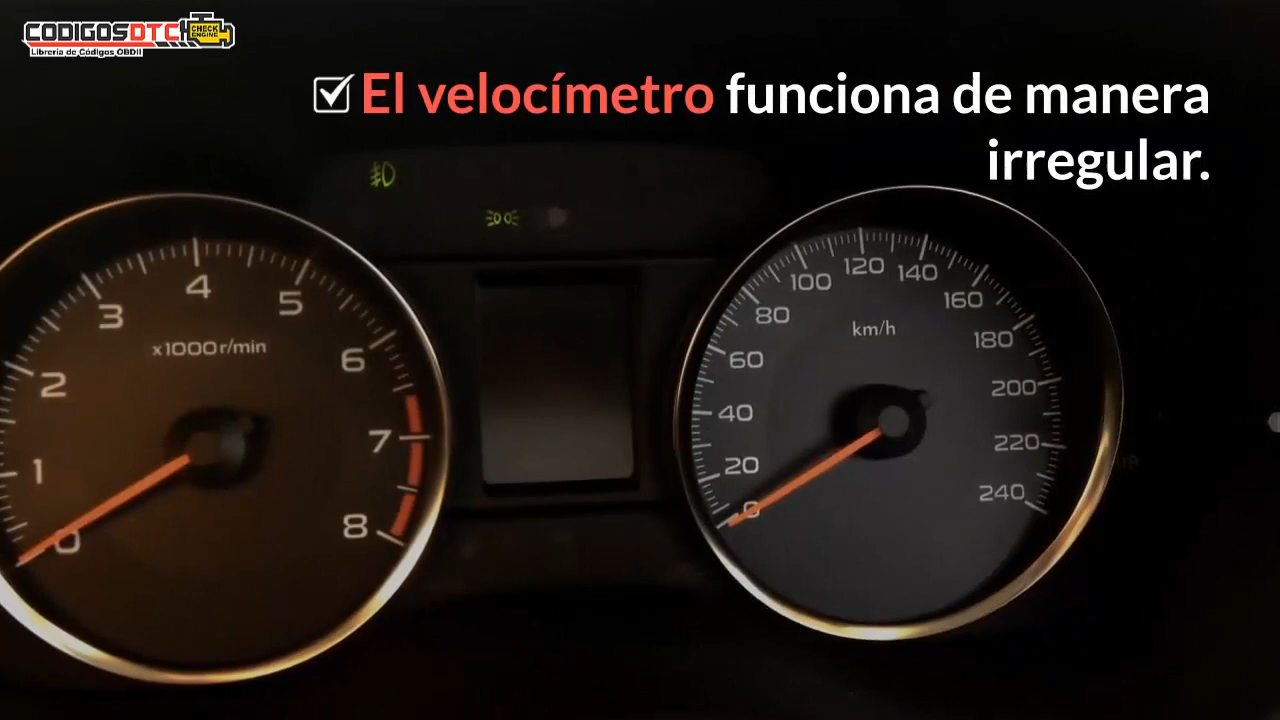 CODIGOSDTC
CHECK
ENGINE
Librería de Códigos OBDII
El velocímetro funciona de manera
irregular.
4
3
5
x1000 r/min
6
2
7
1
8
0
120
100
140
80
160
km/h
180
60
200
40
220
20
240
0